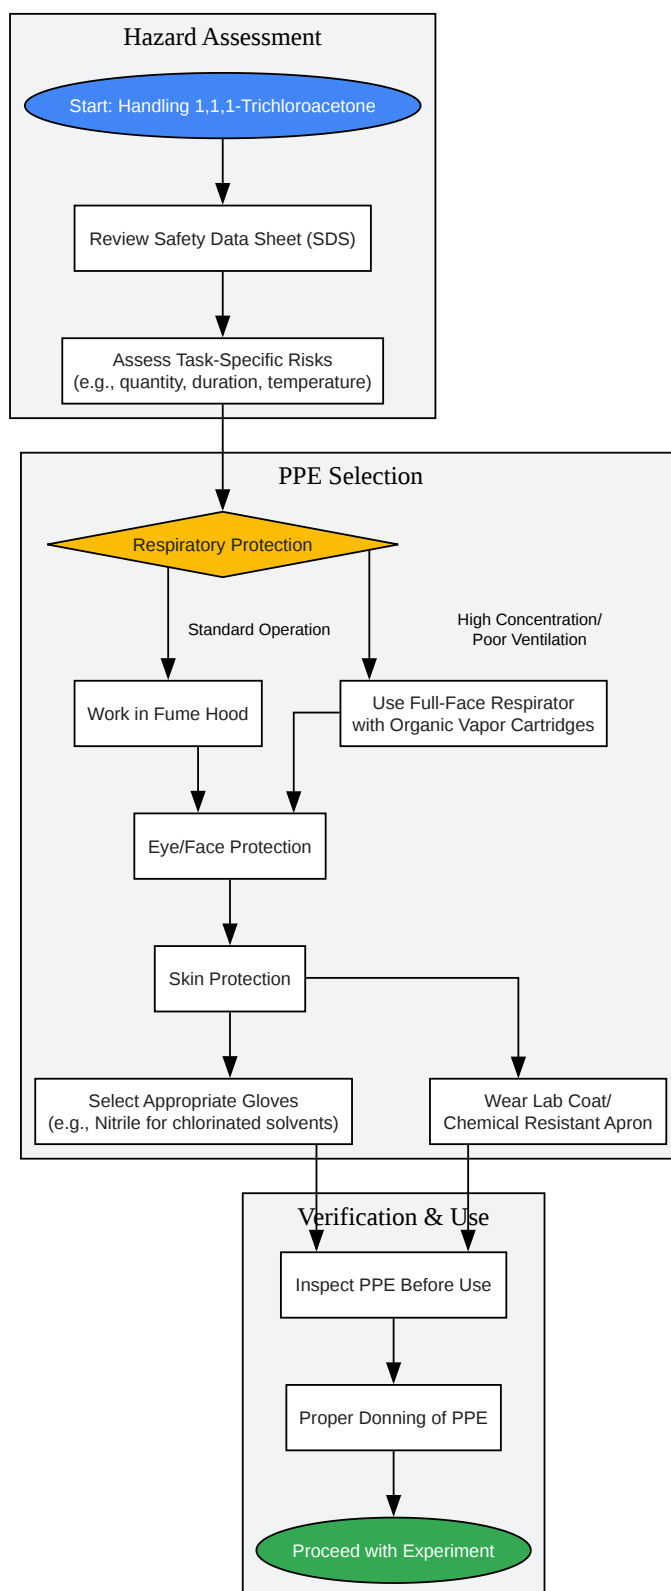 Hazard Assessment
Start: Handling 1,1,1-Trichloroacetone
Review Safety Data Sheet (SDS)
Assess Task-Specific Risks
(e.g., quantity, duration, temperature)
PPE Selection
Respiratory Protection
Standard Operation
High Concentration/
Poor Ventilation
Work in Fume Hood
Use Full-Face Respirator
with Organic Vapor Cartridges
Eye/Face Protection
Skin Protection
Select Appropriate Gloves
(e.g., Nitrile for chlorinated solvents)
Wear Lab Coat/
Chemical Resistant Apron
Verification & Use
Inspect PPE Before Use
Proper Donning of PPE
Proceed with Experiment